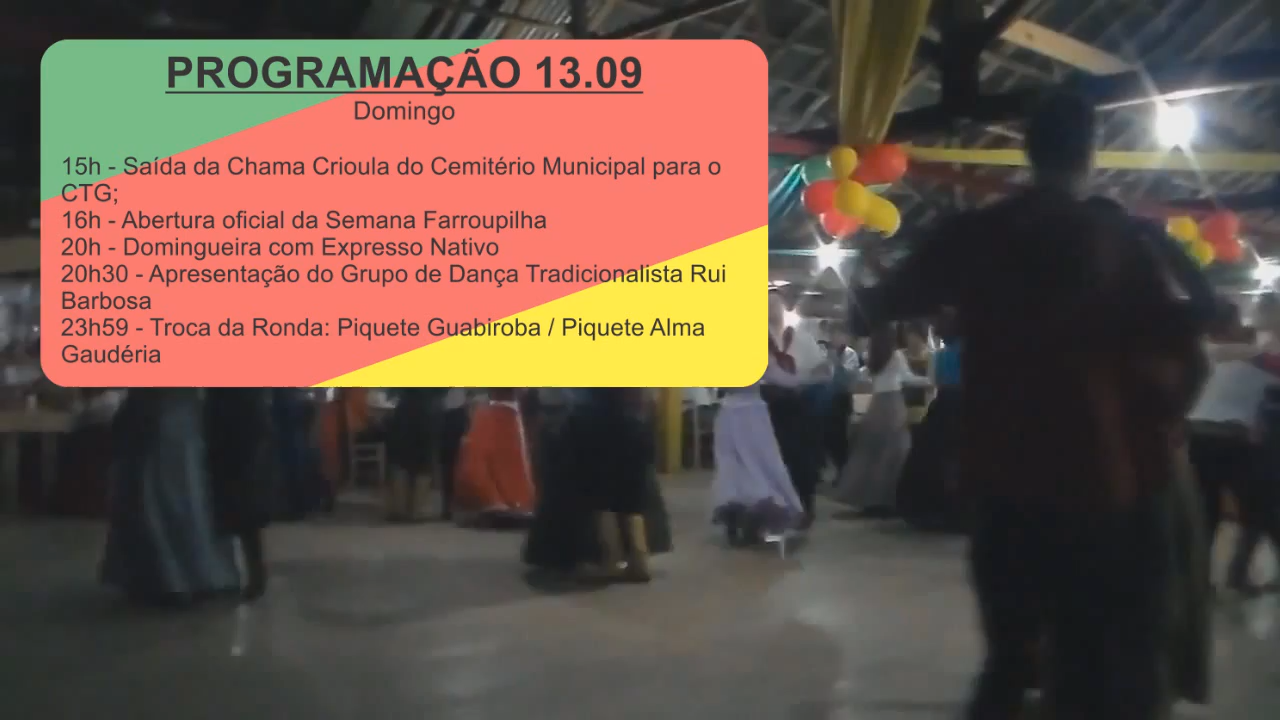 PROGRAMAÇÃO 13.09
Domingo
15h - Saída da Chama Crioula do Cemitério Municipal para o
CTG;
16h - Abertura oficial da Semana Farroupilha
20h - Domingueira com Expresso Nativo
20h30 - Apresentação do Grupo de Dança Tradicionalista Rui
Barbosa
23h59 - Troca da Ronda: Piquete Guabiroba / Piquete Alma
Gaudéria